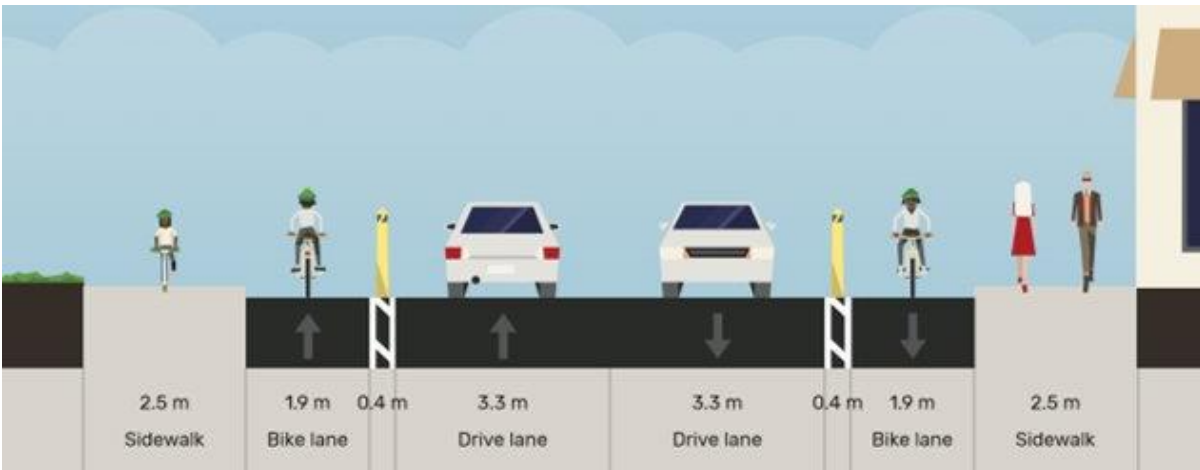 2.5 m
Sidewalk
1.9 m
Bike lane
0.4 m
3.3 m
Drive lane
3.3 m
Drive lane
0.4 m
1.9 m
Bike lane
2.5 m
Sidewalk